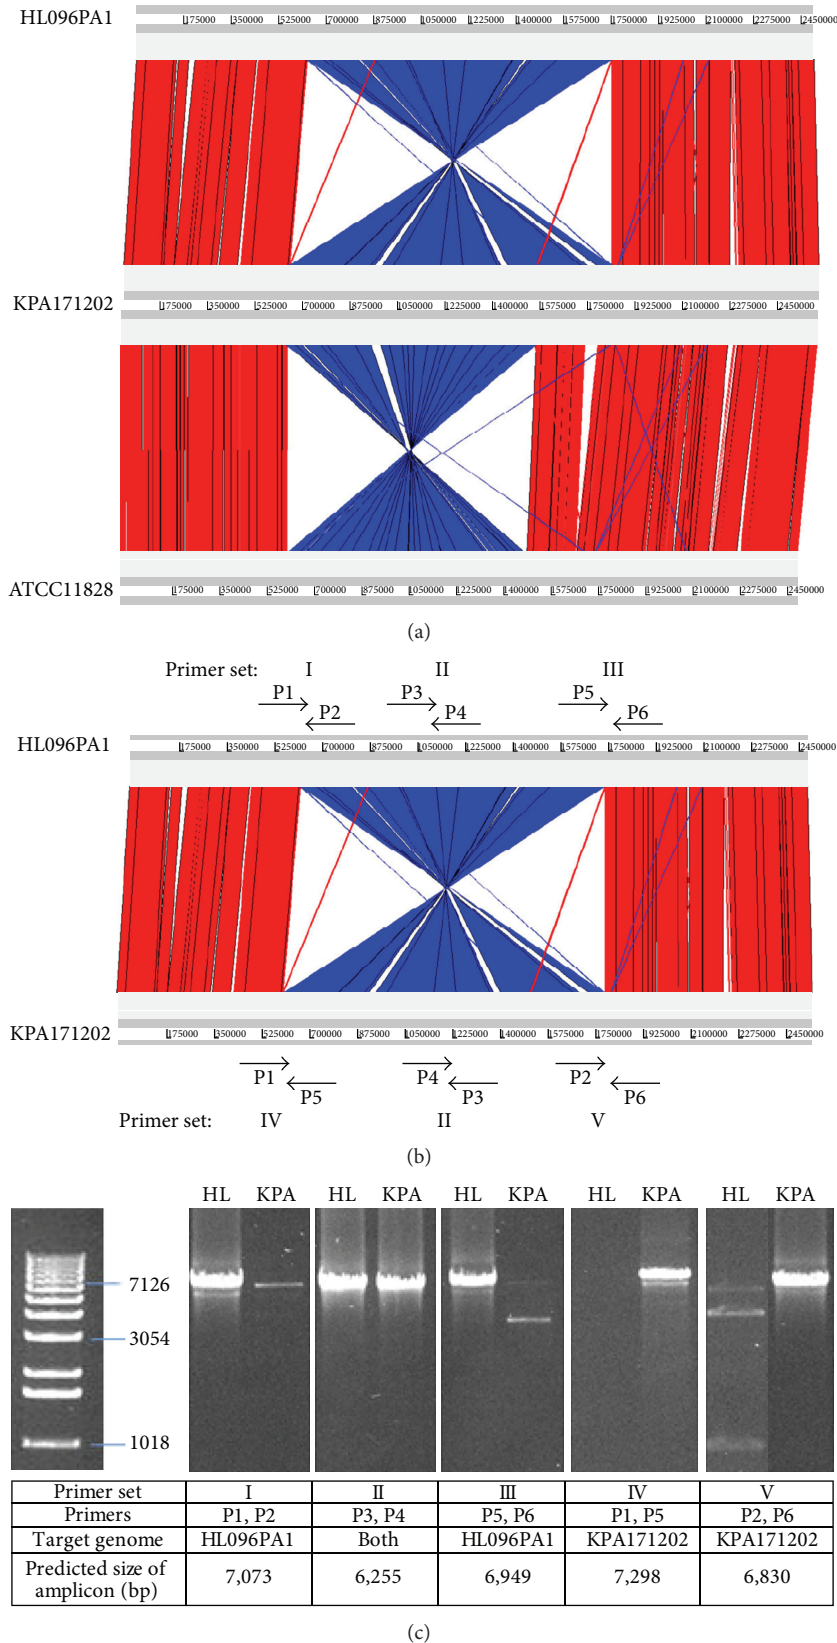 HL096PA1
175000 350000 525000 700000 875000 1050000 1225000 1400000 1575000 1750000 1925000 2100000 2275000 2450000
KPA171202
175000 350000 525000 700000 875000 1050000 1225000 1400000 1575000 1750000 1925000 2100000 2275000 2450000
ATCC11828
175000 350000 525000 700000 875000 1050000 1225000 1400000 1575000 1750000 1925000 2100000 2275000 2450000
(a)
Primer set: I II III
P1 P3 P5
P2 P4 P6
HL096PA1
175000 350000 525000 700000 875000 1050000 1225000 1400000 1575000 1750000 1925000 2100000 2275000 2450000
KPA171202
175000 350000 525000 700000 875000 1050000 1225000 1400000 1575000 1750000 1925000 2100000 2275000 2450000
P1 P4 P2
P5 P3 P6
Primer set: IV II V
(b)
HL KPA HL KPA HL KPA HL KPA HL KPA
7126
3054
1018
Primer set I II III IV V
Primers P1, P2 P3, P4 P5, P6 P1, P5 P2, P6
Target genome HL096PA1 Both HL096PA1 KPA171202 KPA171202
Predicted size of
amplicon (bp) 7,073 6,255 6,949 7,298 6,830
(c)